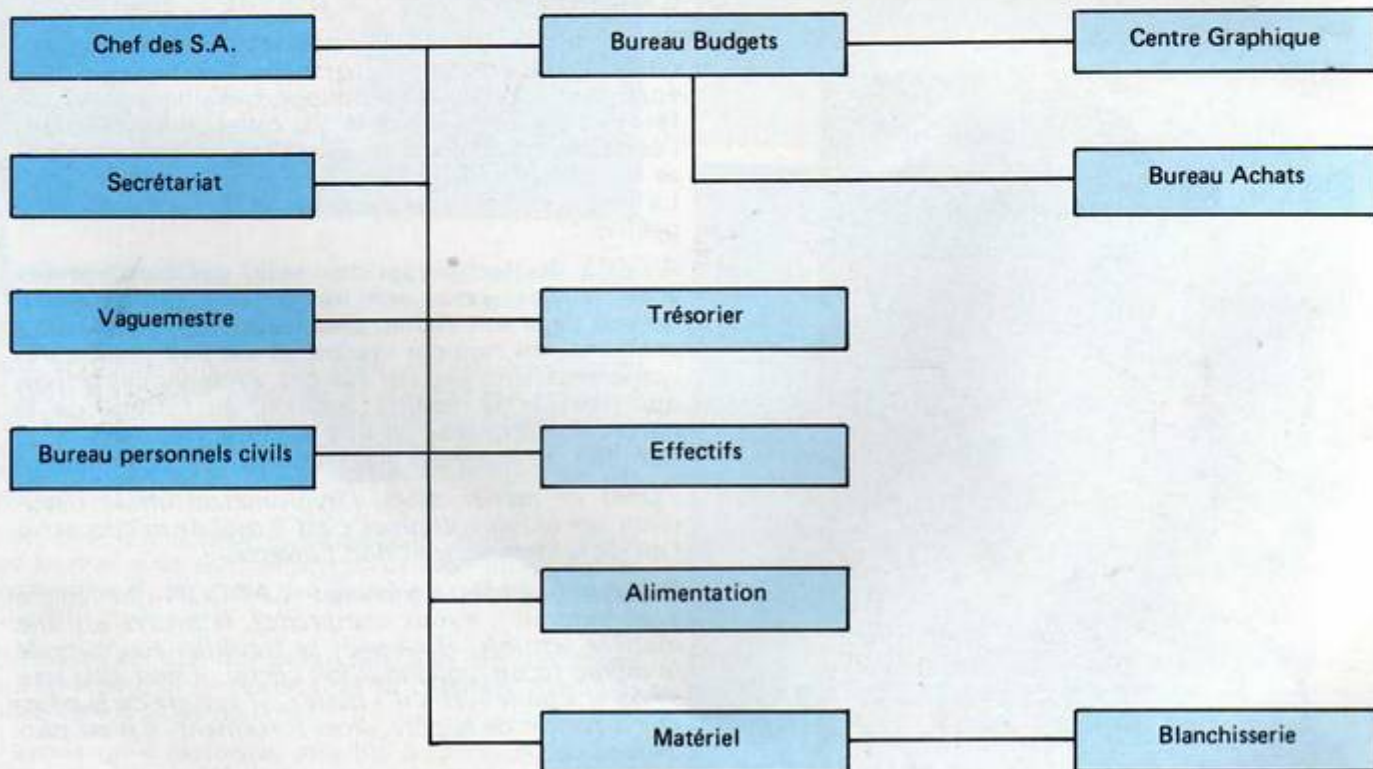 Chef des S.A.
Bureau Budgets
Centre Graphique
Secrétariat
Bureau Achats
Vaguemestre
Trésorier
Bureau personnels civils
Effectifs
Alimentation
Matériel
Blanchisserie